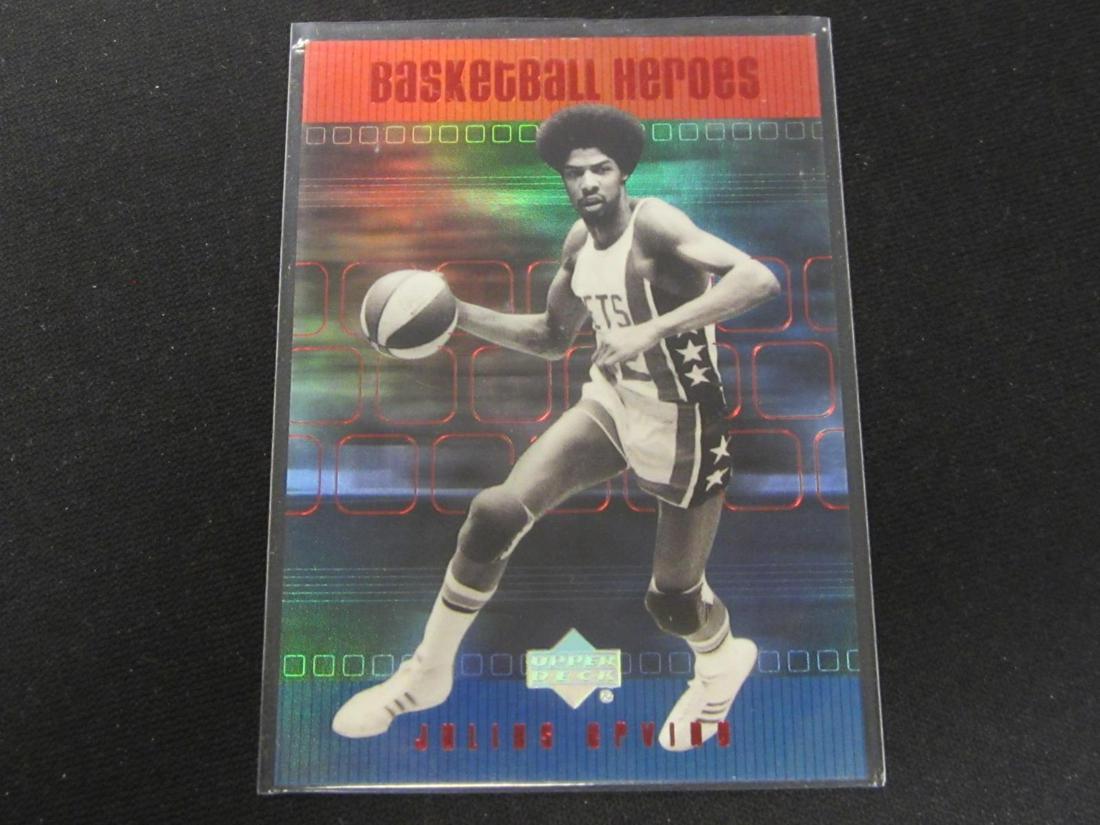 BasketBall Heroes
ETS
UPPER
DECK
®
JULIUS ERVING